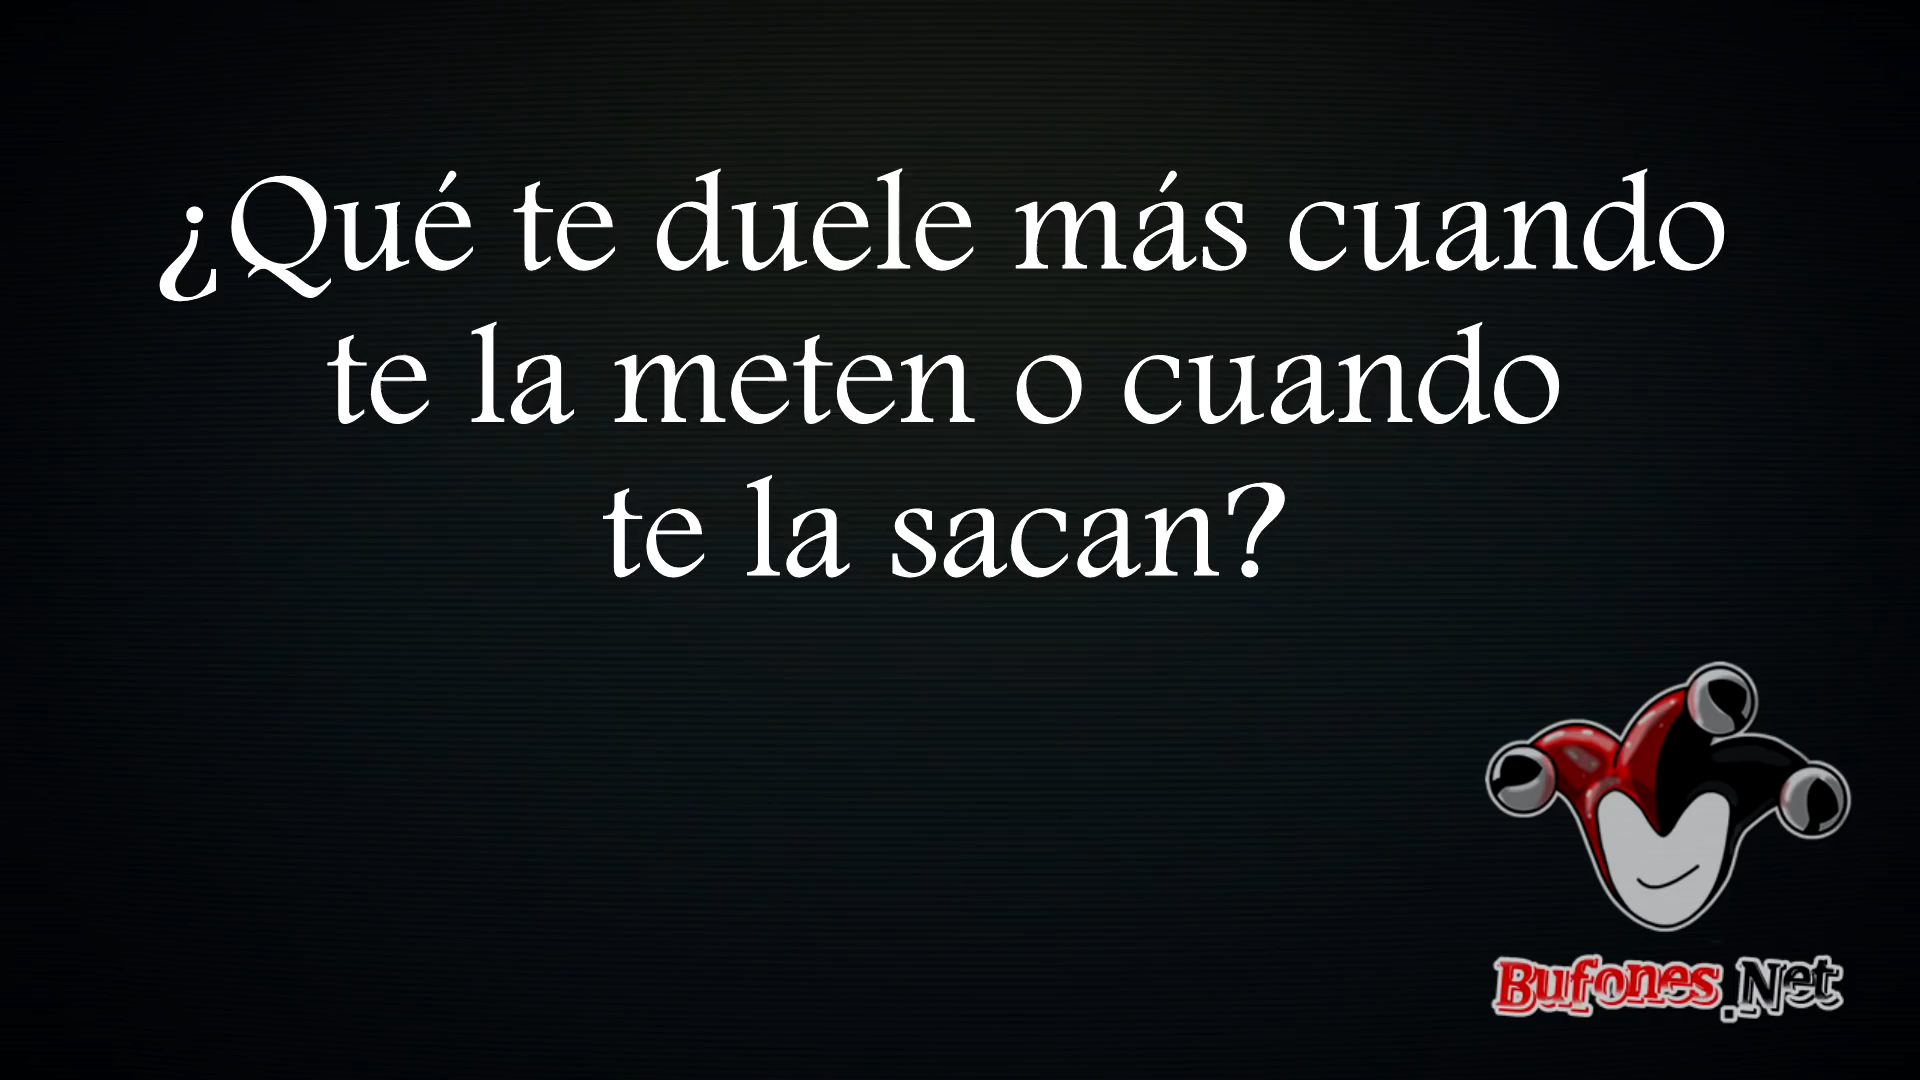 ¿Qué te duele más cuando
te la meten o cuando
te la sacan?
Bufones.Net